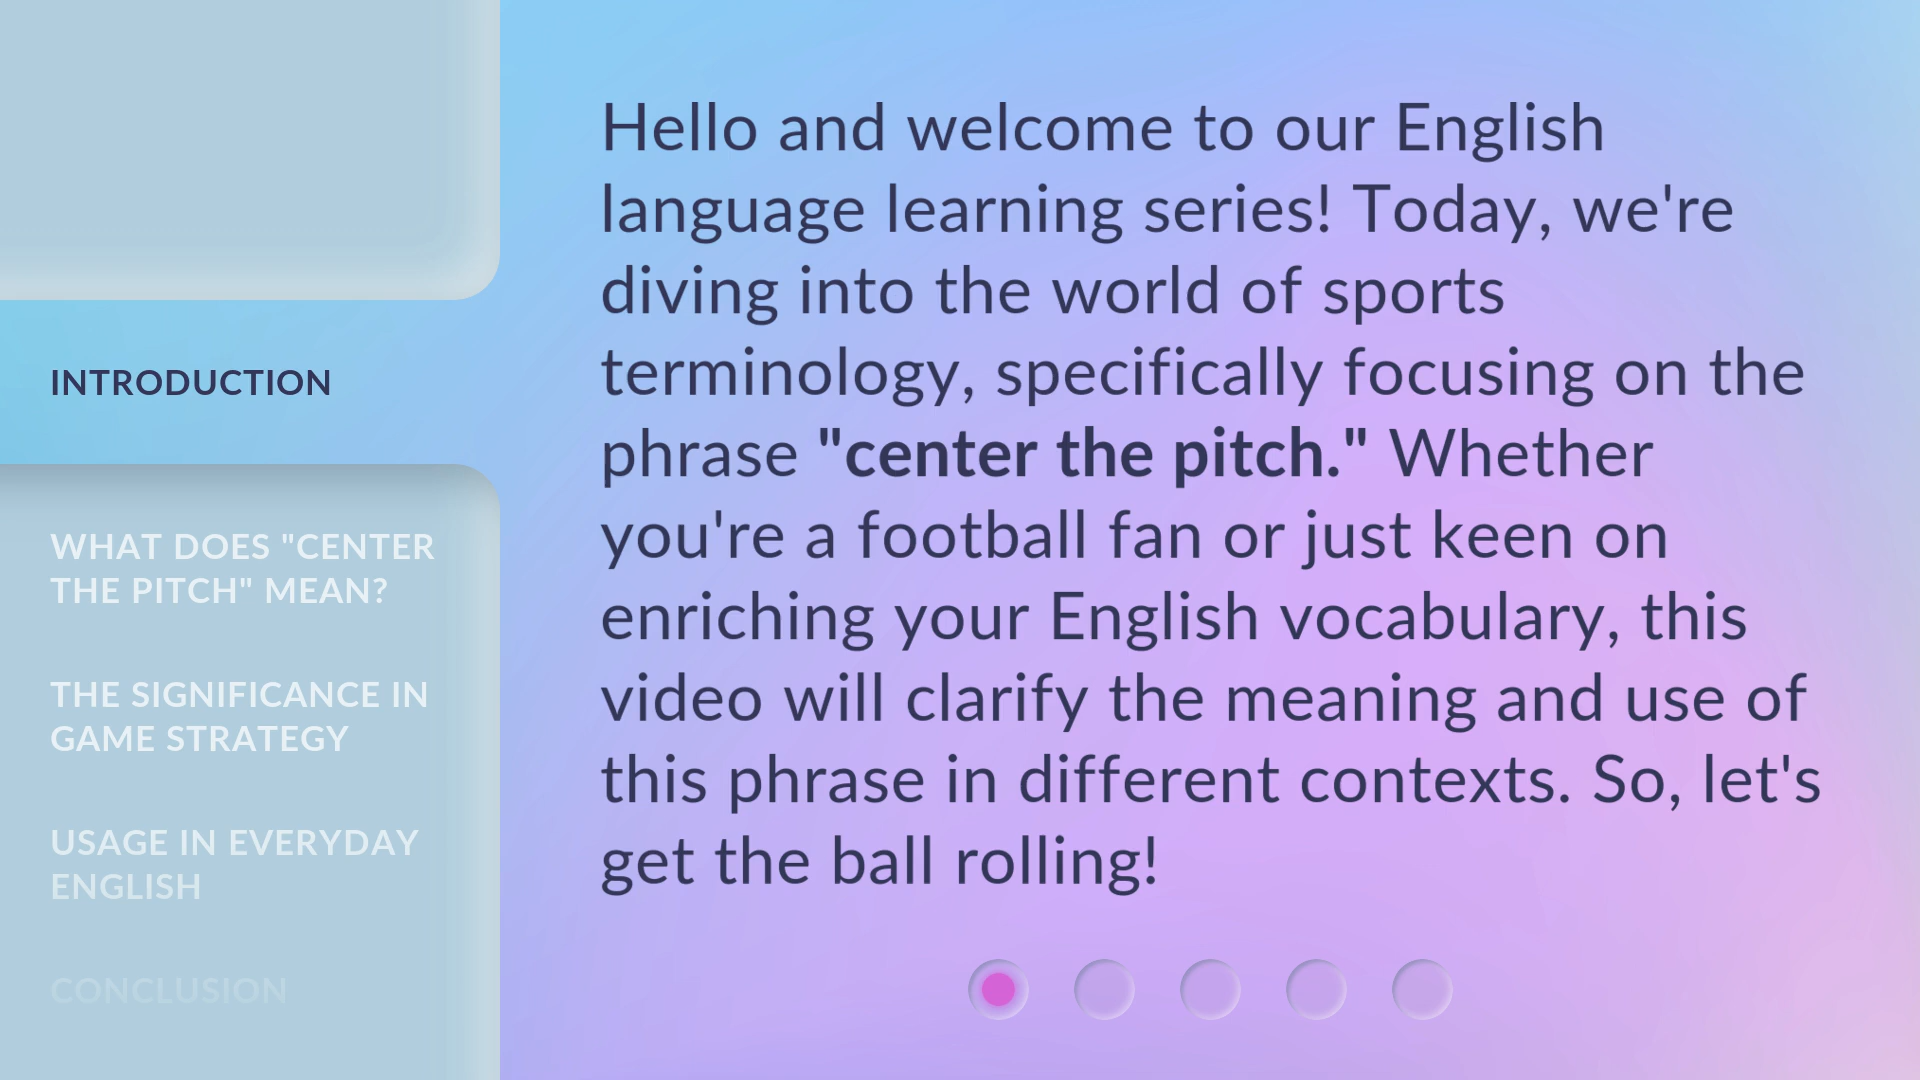 INTRODUCTION
WHAT DOES "CENTER
THE PITCH" MEAN?
THE SIGNIFICANCE IN
GAME STRATEGY
USAGE IN EVERYDAY
ENGLISH
CONCLUSION
Hello and welcome to our English
language learning series! Today, we're
diving into the world of sports
terminology, specifically focusing on the
phrase "center the pitch." Whether
you're a football fan or just keen on
enriching your English vocabulary, this
video will clarify the meaning and use of
this phrase in different contexts. So, let's
get the ball rolling!